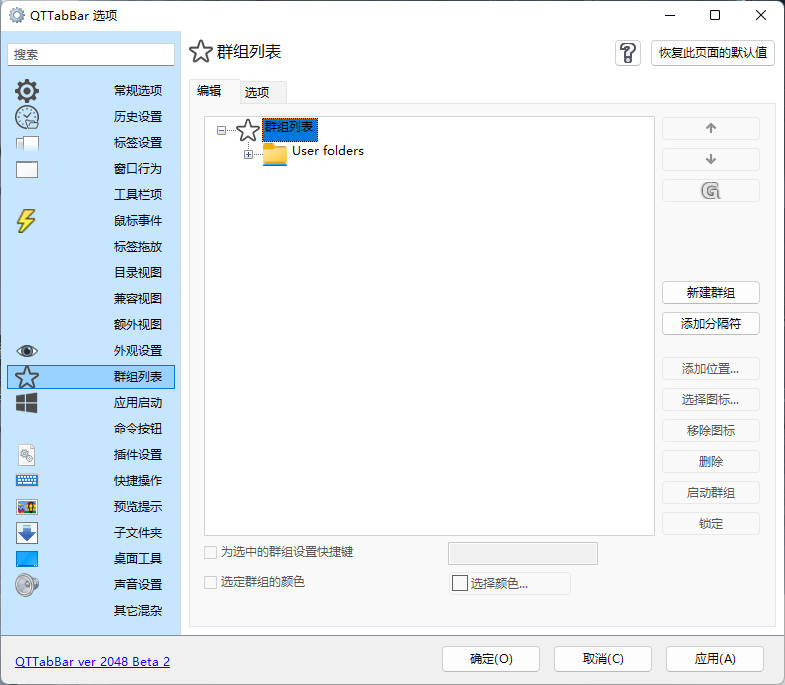 QTTabBar 选项
搜索
常规选项
历史设置
标签设置
窗口行为
工具栏项
鼠标事件
标签拖放
目录视图
兼容视图
额外视图
外观设置
群组列表
应用启动
命令按钮
插件设置
快捷操作
预览提示
子文件夹
桌面工具
声音设置
其它混杂
群组列表
?
恢复此页面的默认值
编辑 选项
群组列表
User folders
G
新建群组
添加分隔符
添加位置...
选择图标...
移除图标
删除
启动群组
锁定
为选中的群组设置快捷键
选定群组的颜色
选择颜色...
QTTabBar ver 2048 Beta 2
确定(O) 取消(C) 应用(A)